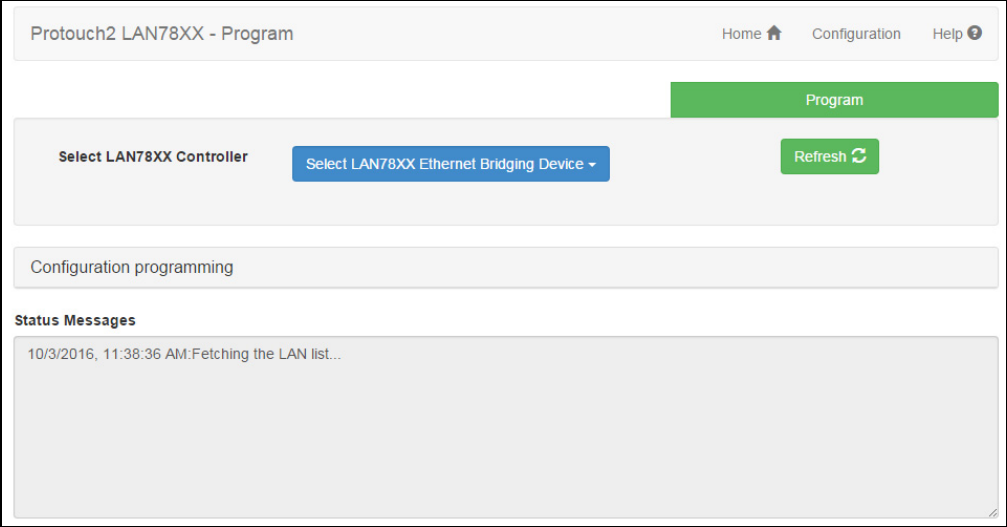 Protouch2 LAN78XX - Program
Home
Configuration
Help
Program
Select LAN78XX Controller
Select LAN78XX Ethernet Bridging Device
Refresh
Configuration programming
Status Messages
10/3/2016, 11:38:36 AM:Fetching the LAN list...